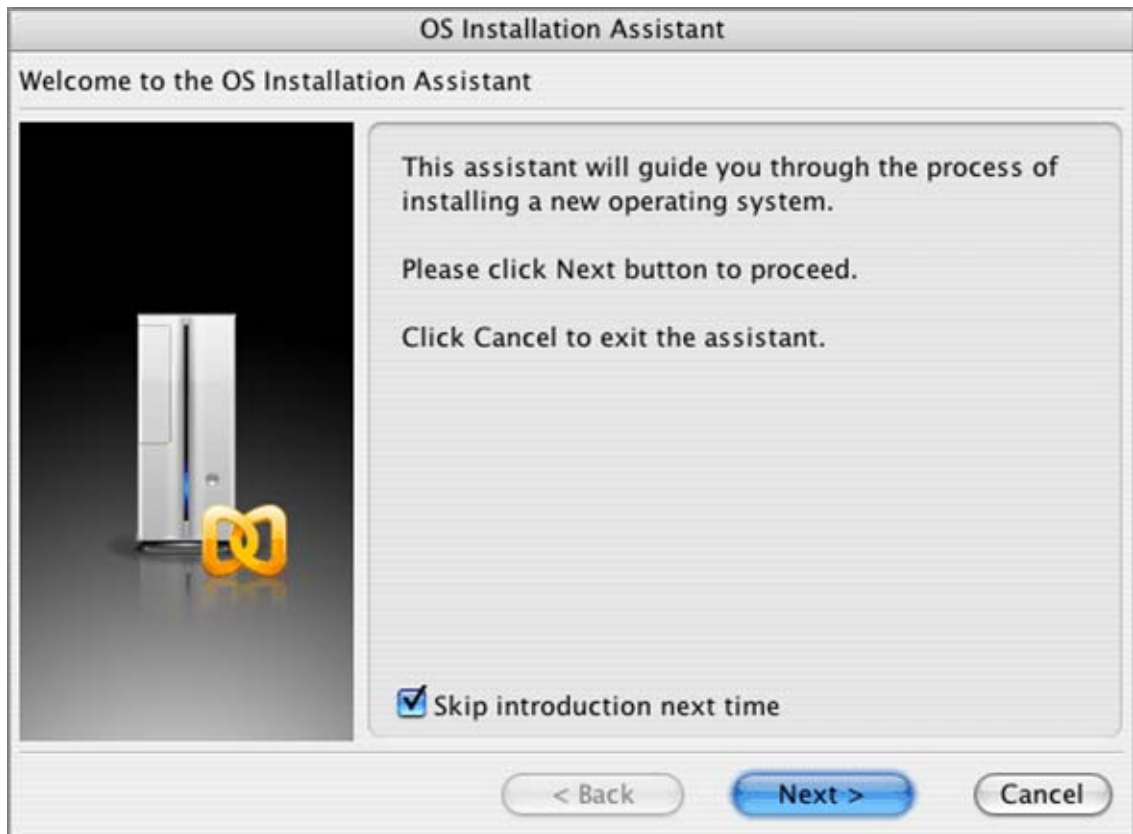 OS Installation Assistant
Welcome to the OS Installation Assistant
This assistant will guide you through the process of
installing a new operating system.
Please click Next button to proceed.
Click Cancel to exit the assistant.
Skip introduction next time
< Back
Next >
Cancel